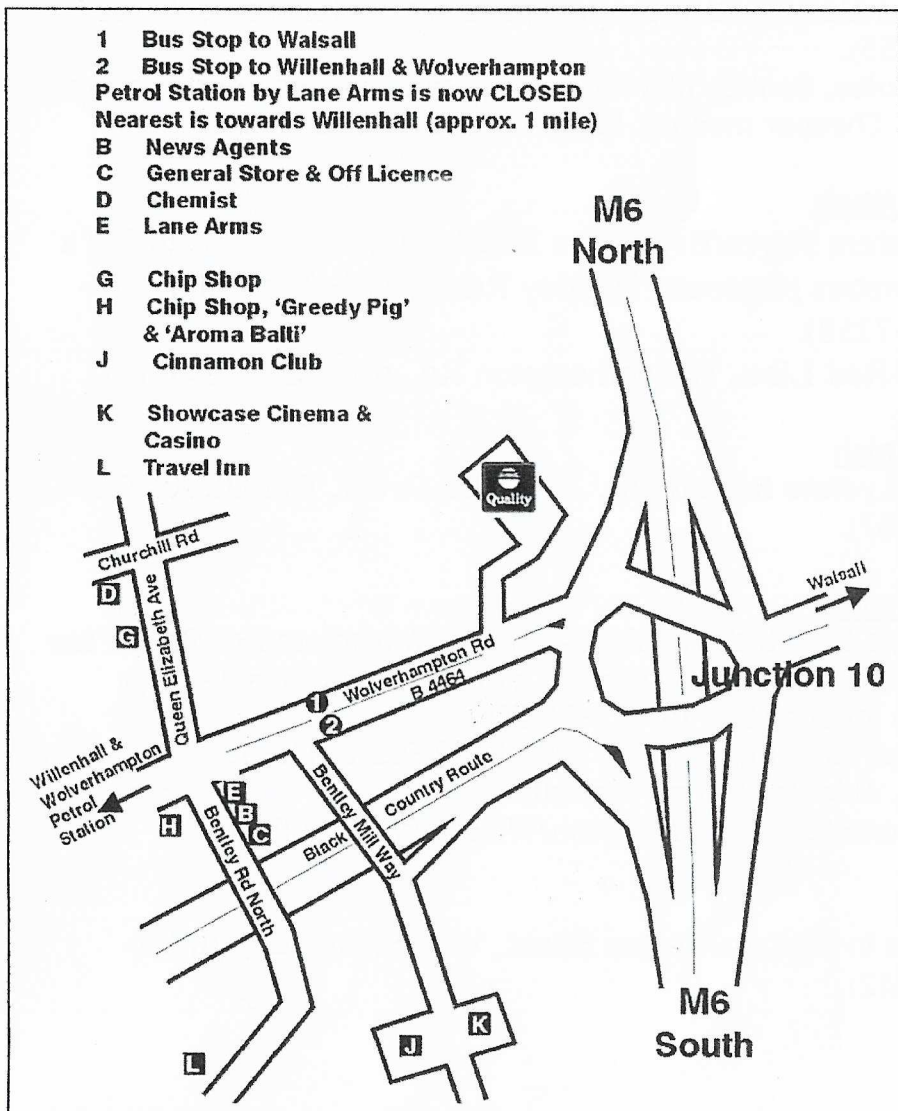 1 Bus Stop to Walsall
2 Bus Stop to Willenhall & Wolverhampton
Petrol Station by Lane Arms is now CLOSED
Nearest is towards Willenhall (approx. 1 mile)
B News Agents
C General Store & Off Licence
D Chemist
E Lane Arms
G Chip Shop
H Chip Shop, 'Greedy Pig'
& 'Aroma Balti'
J Cinnamon Club
K Showcase Cinema &
Casino
L Travel Inn
M6
North
Quality
Churchill Rd
D
G
Queen Elizabeth Ave
Walsall
Wolverhampton Rd
B 4464
Junction 10
1
2
Willenhall &
Wolverhampton
Petrol
Station
H
E
B
C
Bentley Rd North
Bentley Mill Way
Black Country Route
L
J
K
M6
South